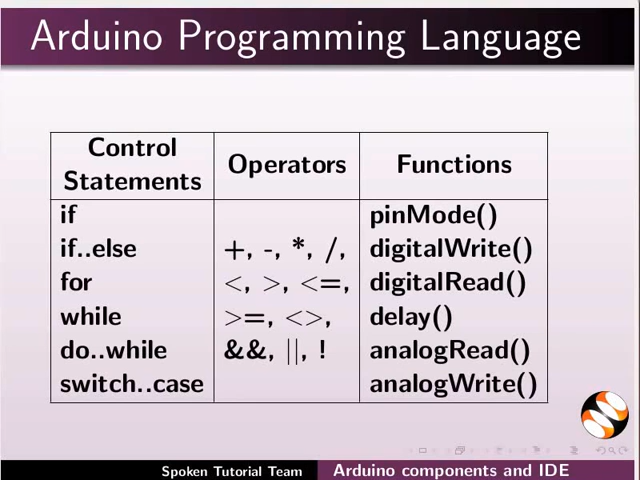 Arduino Programming Language
Control Statements Operators Functions
if pinMode()
if..else +, -, *, /, digitalWrite()
for <, >, <=, digitalRead()
while >=, <>, delay()
do..while &&, ||, ! analogRead()
switch..case analogWrite()
Spoken Tutorial Team Arduino components and IDE